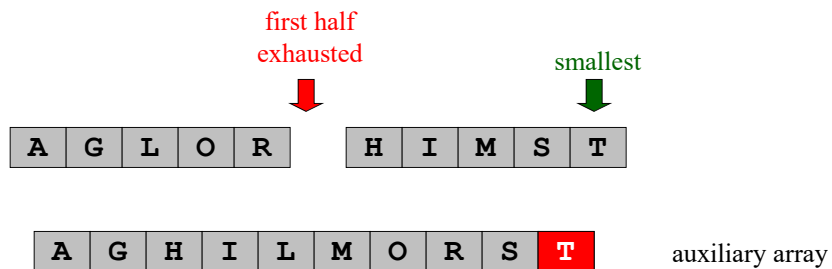 first half
exhausted
smallest
A G L O R H I M S T
A G H I L M O R S T auxiliary array